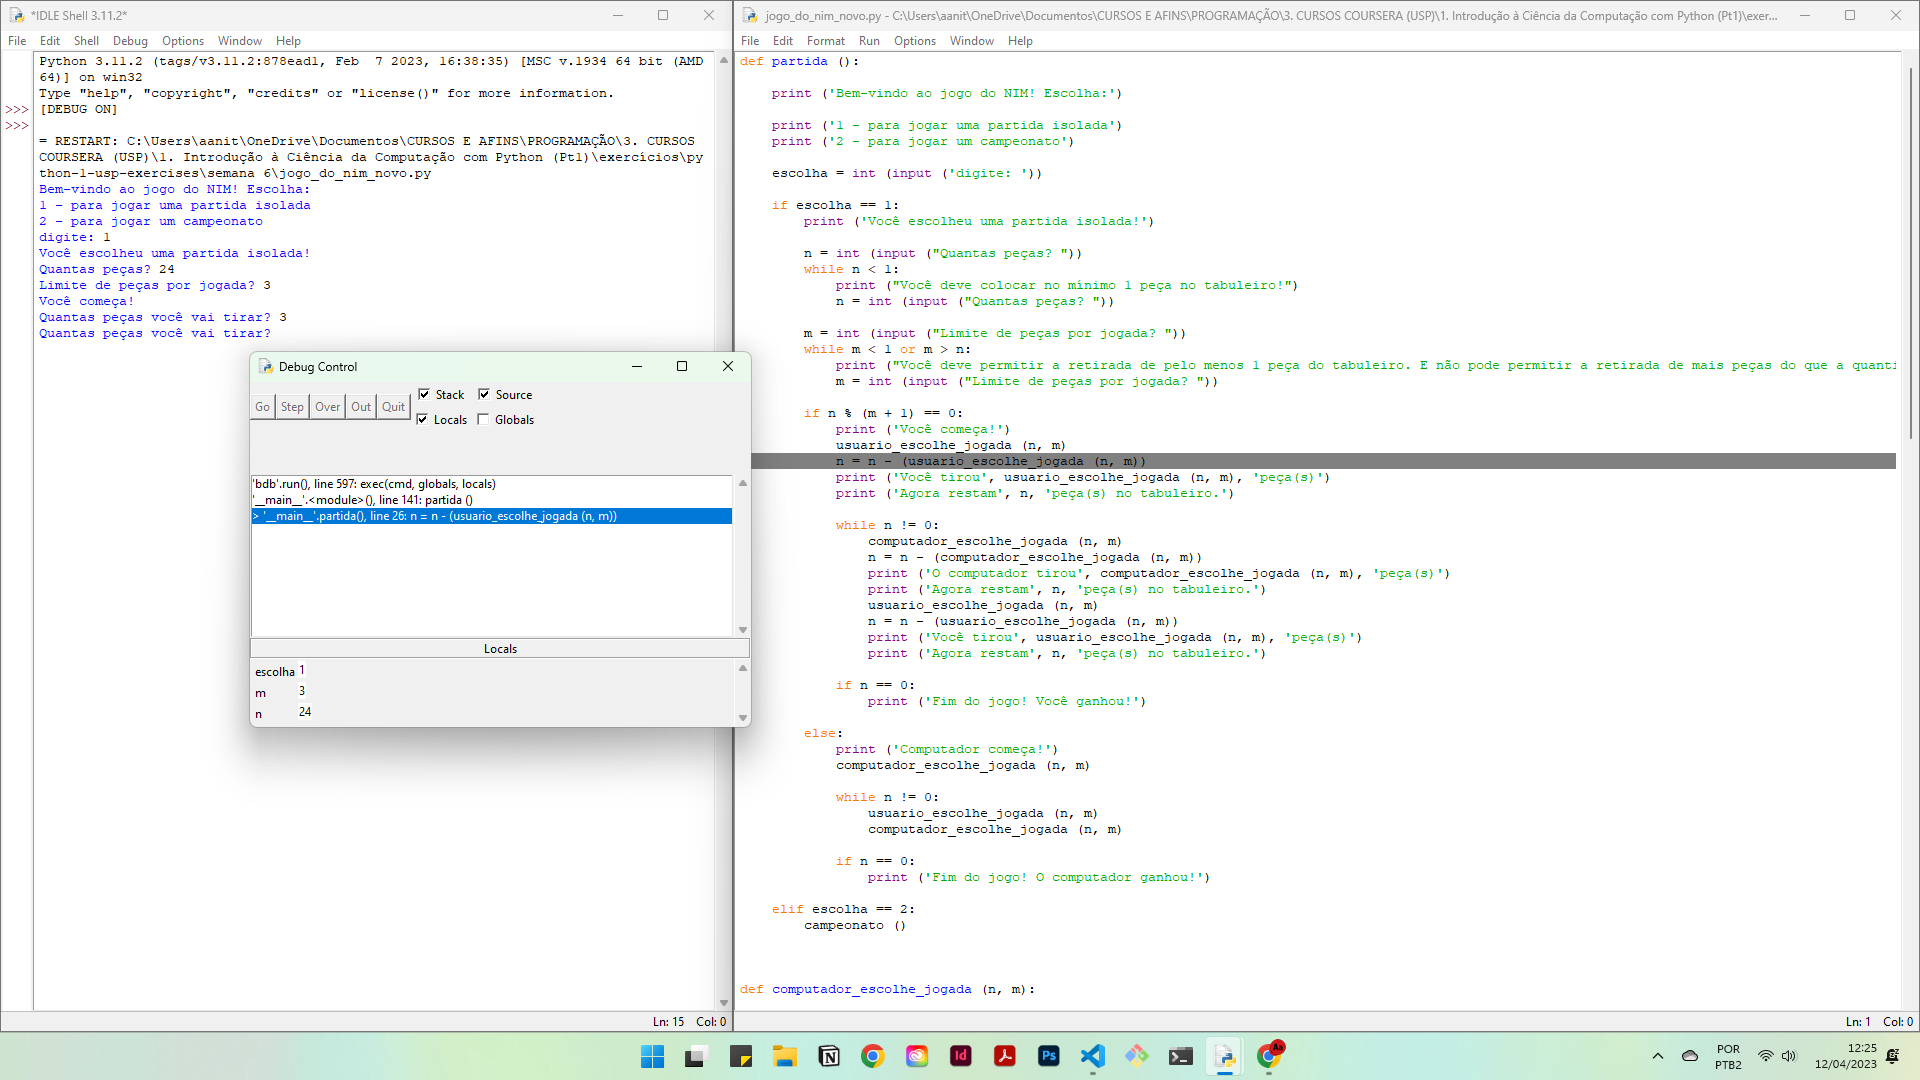 *IDLE Shell 3.11.2*
File Edit Shell Debug Options Window Help
Python 3.11.2 (tags/v3.11.2:878ead1, Feb  7 2023, 16:38:35) [MSC v.1934 64 bit (AMD
64)] on win32
Type "help", "copyright", "credits" or "license()" for more information.
>>> [DEBUG ON]
>>>
= RESTART: C:\Users\aanit\OneDrive\Documentos\CURSOS E AFINS\PROGRAMAÇÃO\3. CURSOS
COURSERA (USP)\1. Introdução à Ciência da Computação com Python (Pt1)\exercícios\py
thon-1-usp-exercises\semana 6\jogo_do_nim_novo.py
Bem-vindo ao jogo do NIM! Escolha:
1 - para jogar uma partida isolada
2 - para jogar um campeonato
digite: 1
Você escolheu uma partida isolada!
Quantas peças? 24
Limite de peças por jogada? 3
Você começa!
Quantas peças você vai tirar? 3
Quantas peças você vai tirar?
Debug Control
Go Step Over Out Quit
Stack Source
Locals Globals
'bdb'.run(), line 597: exec(cmd, globals, locals)
'__main__'.<module>(), line 141: partida ()
> '__main__'.partida(), line 26: n = n - (usuario_escolhe_jogada (n, m))
Locals
escolha 1
m 3
n 24
Ln: 15 Col: 0
jogo_do_nim_novo.py - C:\Users\aanit\OneDrive\Documentos\CURSOS E AFINS\PROGRAMAÇÃO\3. CURSOS COURSERA (USP)\1. Introdução à Ciência da Computação com Python (Pt1)\exer...
File Edit Format Run Options Window Help
def partida ():
print ('Bem-vindo ao jogo do NIM! Escolha:')
print ('1 - para jogar uma partida isolada')
print ('2 - para jogar um campeonato')
escolha = int (input ('digite: '))
if escolha == 1:
print ('Você escolheu uma partida isolada!')
n = int (input ("Quantas peças? "))
while n < 1:
print ("Você deve colocar no mínimo 1 peça no tabuleiro!")
n = int (input ("Quantas peças? "))
m = int (input ("Limite de peças por jogada? "))
while m < 1 or m > n:
print ("Você deve permitir a retirada de pelo menos 1 peça do tabuleiro. E não pode permitir a retirada de mais peças do que a quanti
m = int (input ("Limite de peças por jogada? "))
if n % (m + 1) == 0:
print ('Você começa!')
usuario_escolhe_jogada (n, m)
n = n - (usuario_escolhe_jogada (n, m))
print ('Você tirou', usuario_escolhe_jogada (n, m), 'peça(s)')
print ('Agora restam', n, 'peça(s) no tabuleiro.')
while n != 0:
computador_escolhe_jogada (n, m)
n = n - (computador_escolhe_jogada (n, m))
print ('O computador tirou', computador_escolhe_jogada (n, m), 'peça(s)')
print ('Agora restam', n, 'peça(s) no tabuleiro.')
usuario_escolhe_jogada (n, m)
n = n - (usuario_escolhe_jogada (n, m))
print ('Você tirou', usuario_escolhe_jogada (n, m), 'peça(s)')
print ('Agora restam', n, 'peça(s) no tabuleiro.')
if n == 0:
print ('Fim do jogo! Você ganhou!')
else:
print ('Computador começa!')
computador_escolhe_jogada (n, m)
while n != 0:
usuario_escolhe_jogada (n, m)
computador_escolhe_jogada (n, m)
if n == 0:
print ('Fim do jogo! O computador ganhou!')
elif escolha == 2:
campeonato ()
def computador_escolhe_jogada (n, m):
Ln: 1 Col: 0
Id
Ps
Aa
POR
PTB2
12:25
12/04/2023